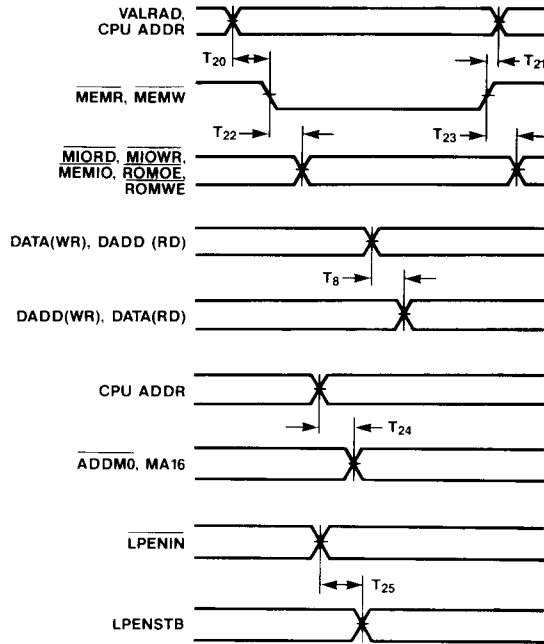 VALRAD,
CPU ADDR
T20
T21
MEMR, MEMW
T22
T23
MIORD, MIOWR,
MEMIO, ROMOE,
ROMWE
DATA(WR), DADD (RD)
T8
DADD(WR), DATA(RD)
CPU ADDR
T24
ADDM0, MA16
LPENIN
T25
LPENSTB